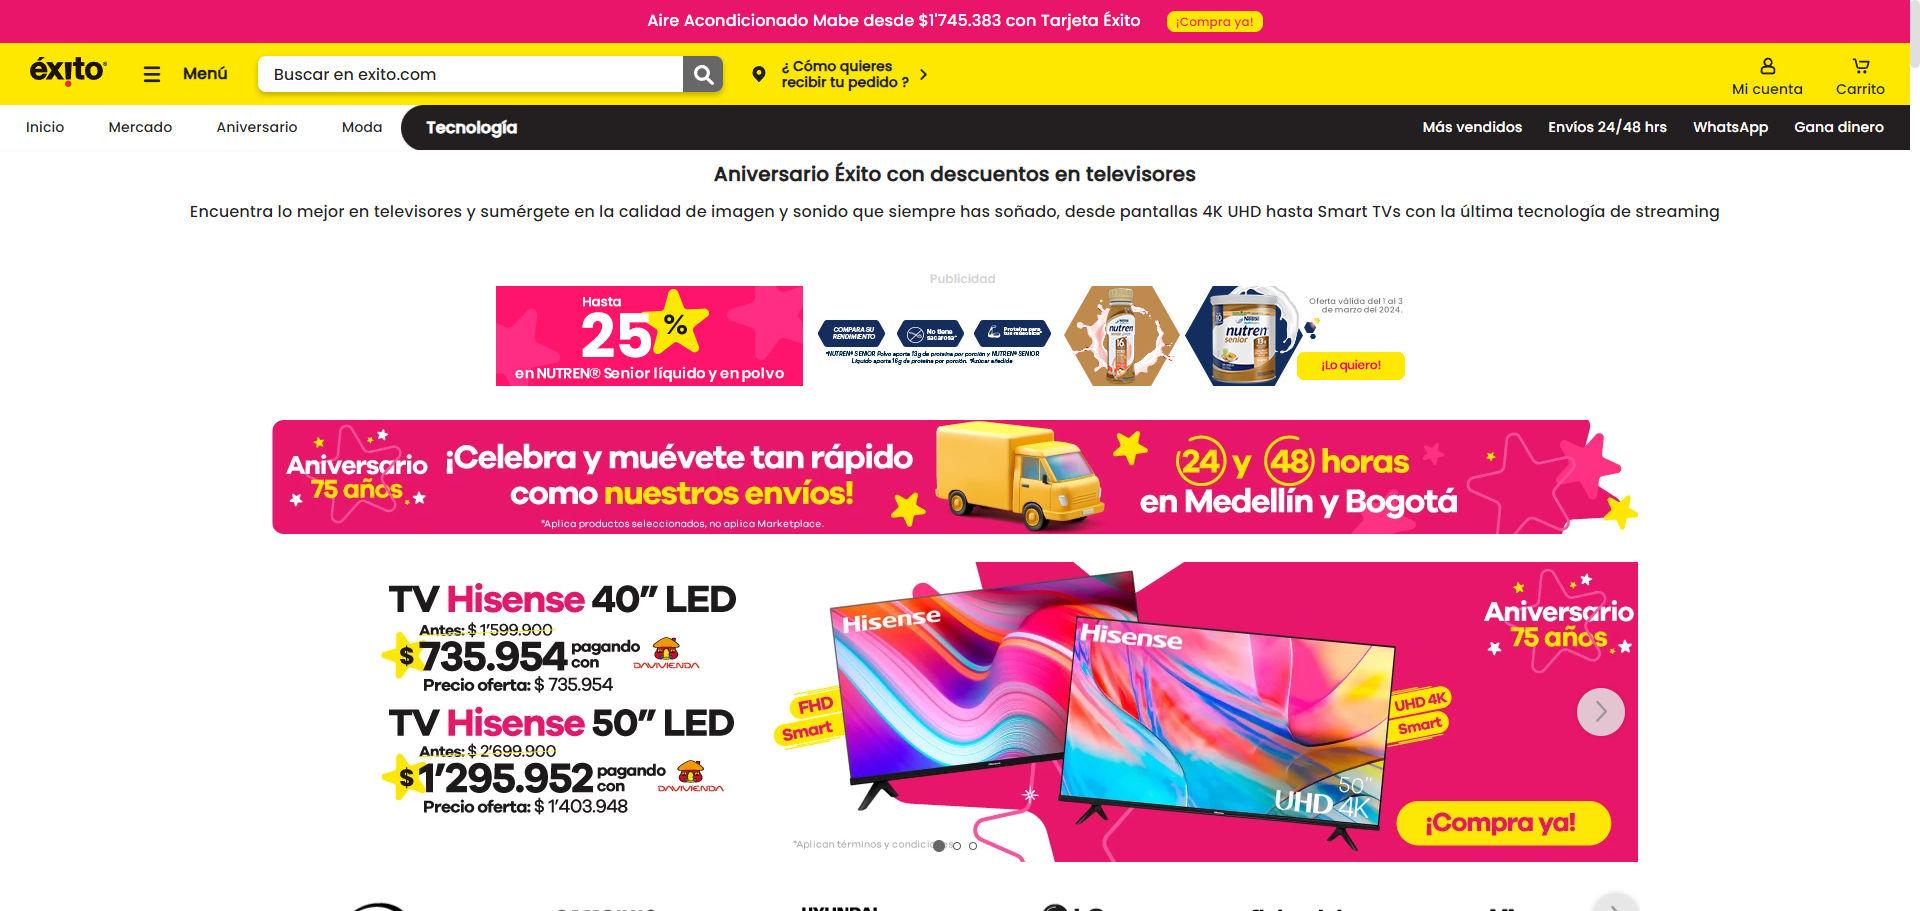 Aire Acondicionado Mabe desde $1'745.383 con Tarjeta Éxito ¡Compra ya!
éxito
Menú
Buscar en exito.com
¿ Cómo quieres
recibir tu pedido ?
Mi cuenta
Carrito
Inicio
Mercado
Aniversario
Moda
Tecnología
Más vendidos
Envíos 24/48 hrs
WhatsApp
Gana dinero
Aniversario Éxito con descuentos en televisores
Encuentra lo mejor en televisores y sumérgete en la calidad de imagen y sonido que siempre has soñado, desde pantallas 4K UHD hasta Smart TVs con la última tecnología de streaming
Publicidad
Hasta
25%
en NUTREN® Senior líquido y en polvo
COMPARA SU
RENDIMIENTO
No tiene
sacarosa*
Proteína para
*NUTREN® SENIOR Polvo aporta 13g de proteína por porción y NUTREN® SENIOR
Líquido aporta 16g de proteína por porción. *Azúcar añadida
nutren
senior
16
nutren
senior
Oferta válida del 1 al 3
de marzo del 2024.
¡Lo quiero!
Aniversario
75 años
¡Celebra y muévete tan rápido
como nuestros envíos!
*Aplica productos seleccionados, no aplica Marketplace.
24 y 48 horas
en Medellín y Bogotá
TV Hisense 40” LED
Antes: $ 1’599.900
$ 735.954 pagando
con
DAVIVIENDA
Precio oferta: $ 735.954
TV Hisense 50” LED
Antes: $ 2’699.900
$ 1’295.952 pagando
con
DAVIVIENDA
Precio oferta: $ 1’403.948
*Aplican términos y condiciones
Hisense
FHD
Smart
Hisense
UHD 4K
Smart
50"
UHD 4K
Aniversario
75 años
¡Compra ya!